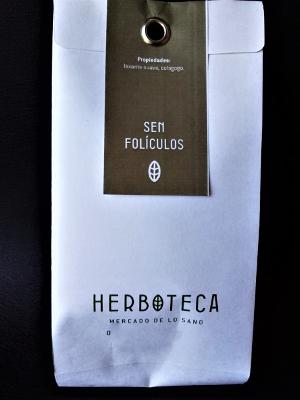 Propiedades:
laxante suave, colagogo.
SEN
FOLÍCULOS
HERBOTECA
MERCADO DE LO SANO